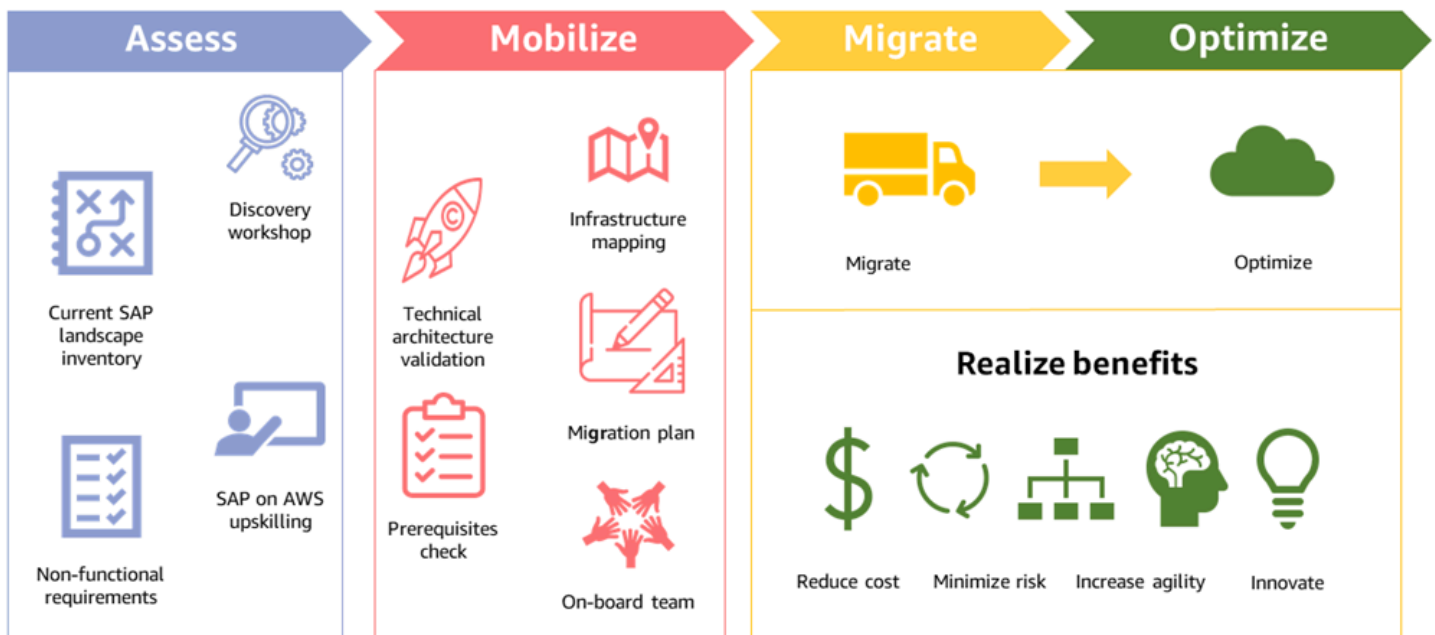 Assess
Mobilize
Migrate
Optimize
Discovery
workshop
Current SAP
landscape
inventory
SAP on AWS
upskilling
Non-functional
requirements
Infrastructure
mapping
©
Technical
architecture
validation
Migration plan
Prerequisites
check
On-board team
Migrate
Optimize
Realize benefits
$
Reduce cost
Minimize risk
Increase agility
Innovate